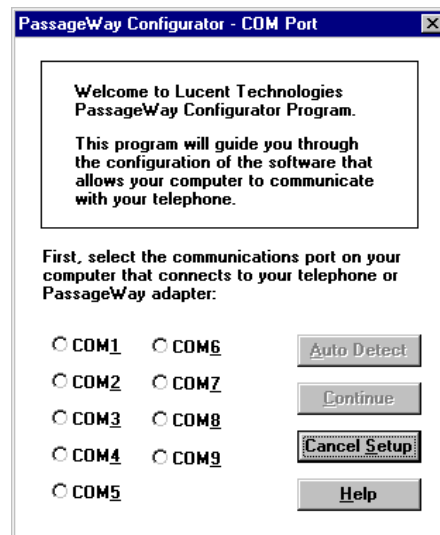 PassageWay Configurator - COM Port
Welcome to Lucent Technologies
PassageWay Configurator Program.
This program will guide you through
the configuration of the software that
allows your computer to communicate
with your telephone.
First, select the communications port on your
computer that connects to your telephone or
PassageWay adapter:
COM1
COM6
Auto Detect
COM2
COM7
Continue
COM3
COM8
Cancel Setup
COM4
COM9
COM5
Help